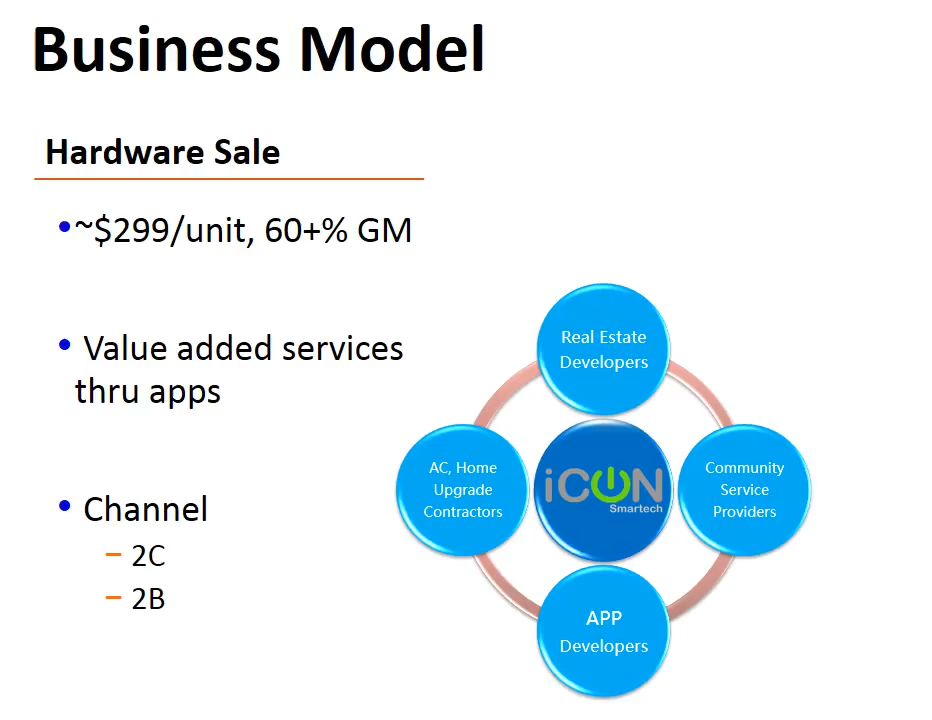 Business Model
Hardware Sale
•~$299/unit, 60+% GM
• Value added services
thru apps
• Channel
– 2C
– 2B
Real Estate
Developers
AC, Home
Upgrade
Contractors
iCON
Smartech
Community
Service
Providers
APP
Developers